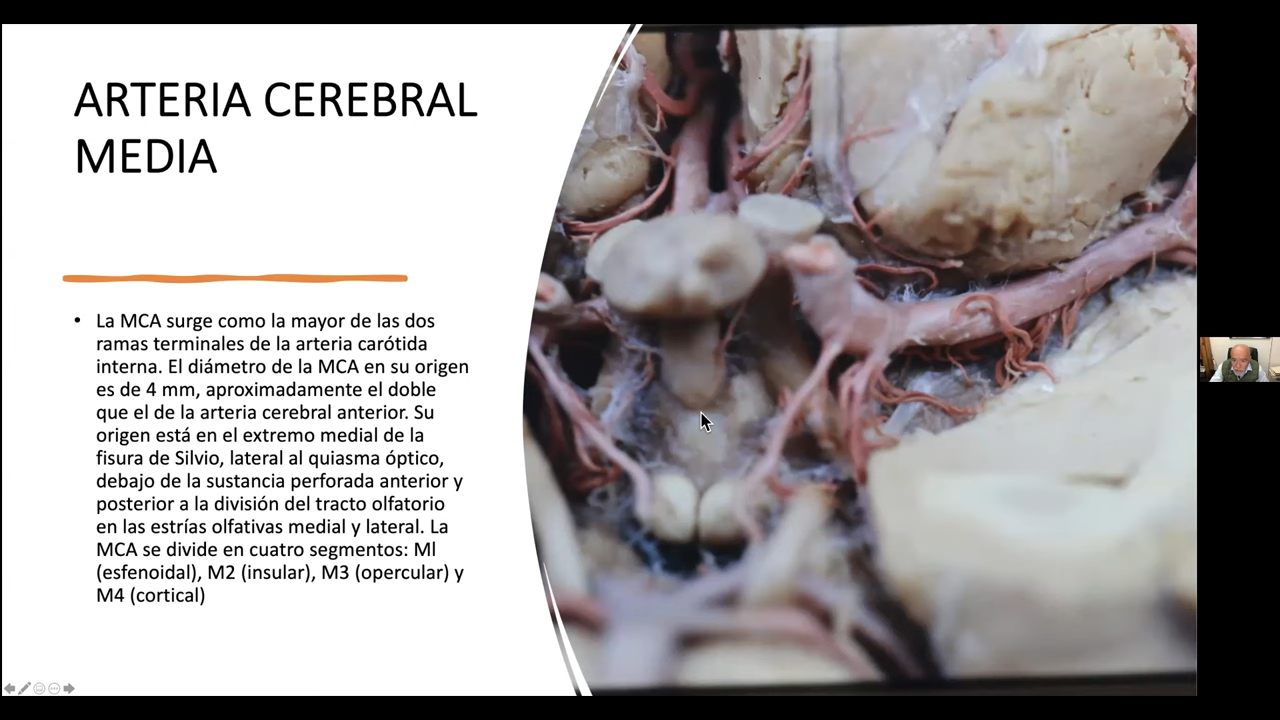 ARTERIA CEREBRAL
MEDIA
• La MCA surge como la mayor de las dos
ramas terminales de la arteria carótida
interna. El diámetro de la MCA en su origen
es de 4 mm, aproximadamente el doble
que el de la arteria cerebral anterior. Su
origen está en el extremo medial de la
fisura de Silvio, lateral al quiasma óptico,
debajo de la sustancia perforada anterior y
posterior a la división del tracto olfatorio
en las estrías olfativas medial y lateral. La
MCA se divide en cuatro segmentos: Ml
(esfenoidal), M2 (insular), M3 (opercular) y
M4 (cortical)